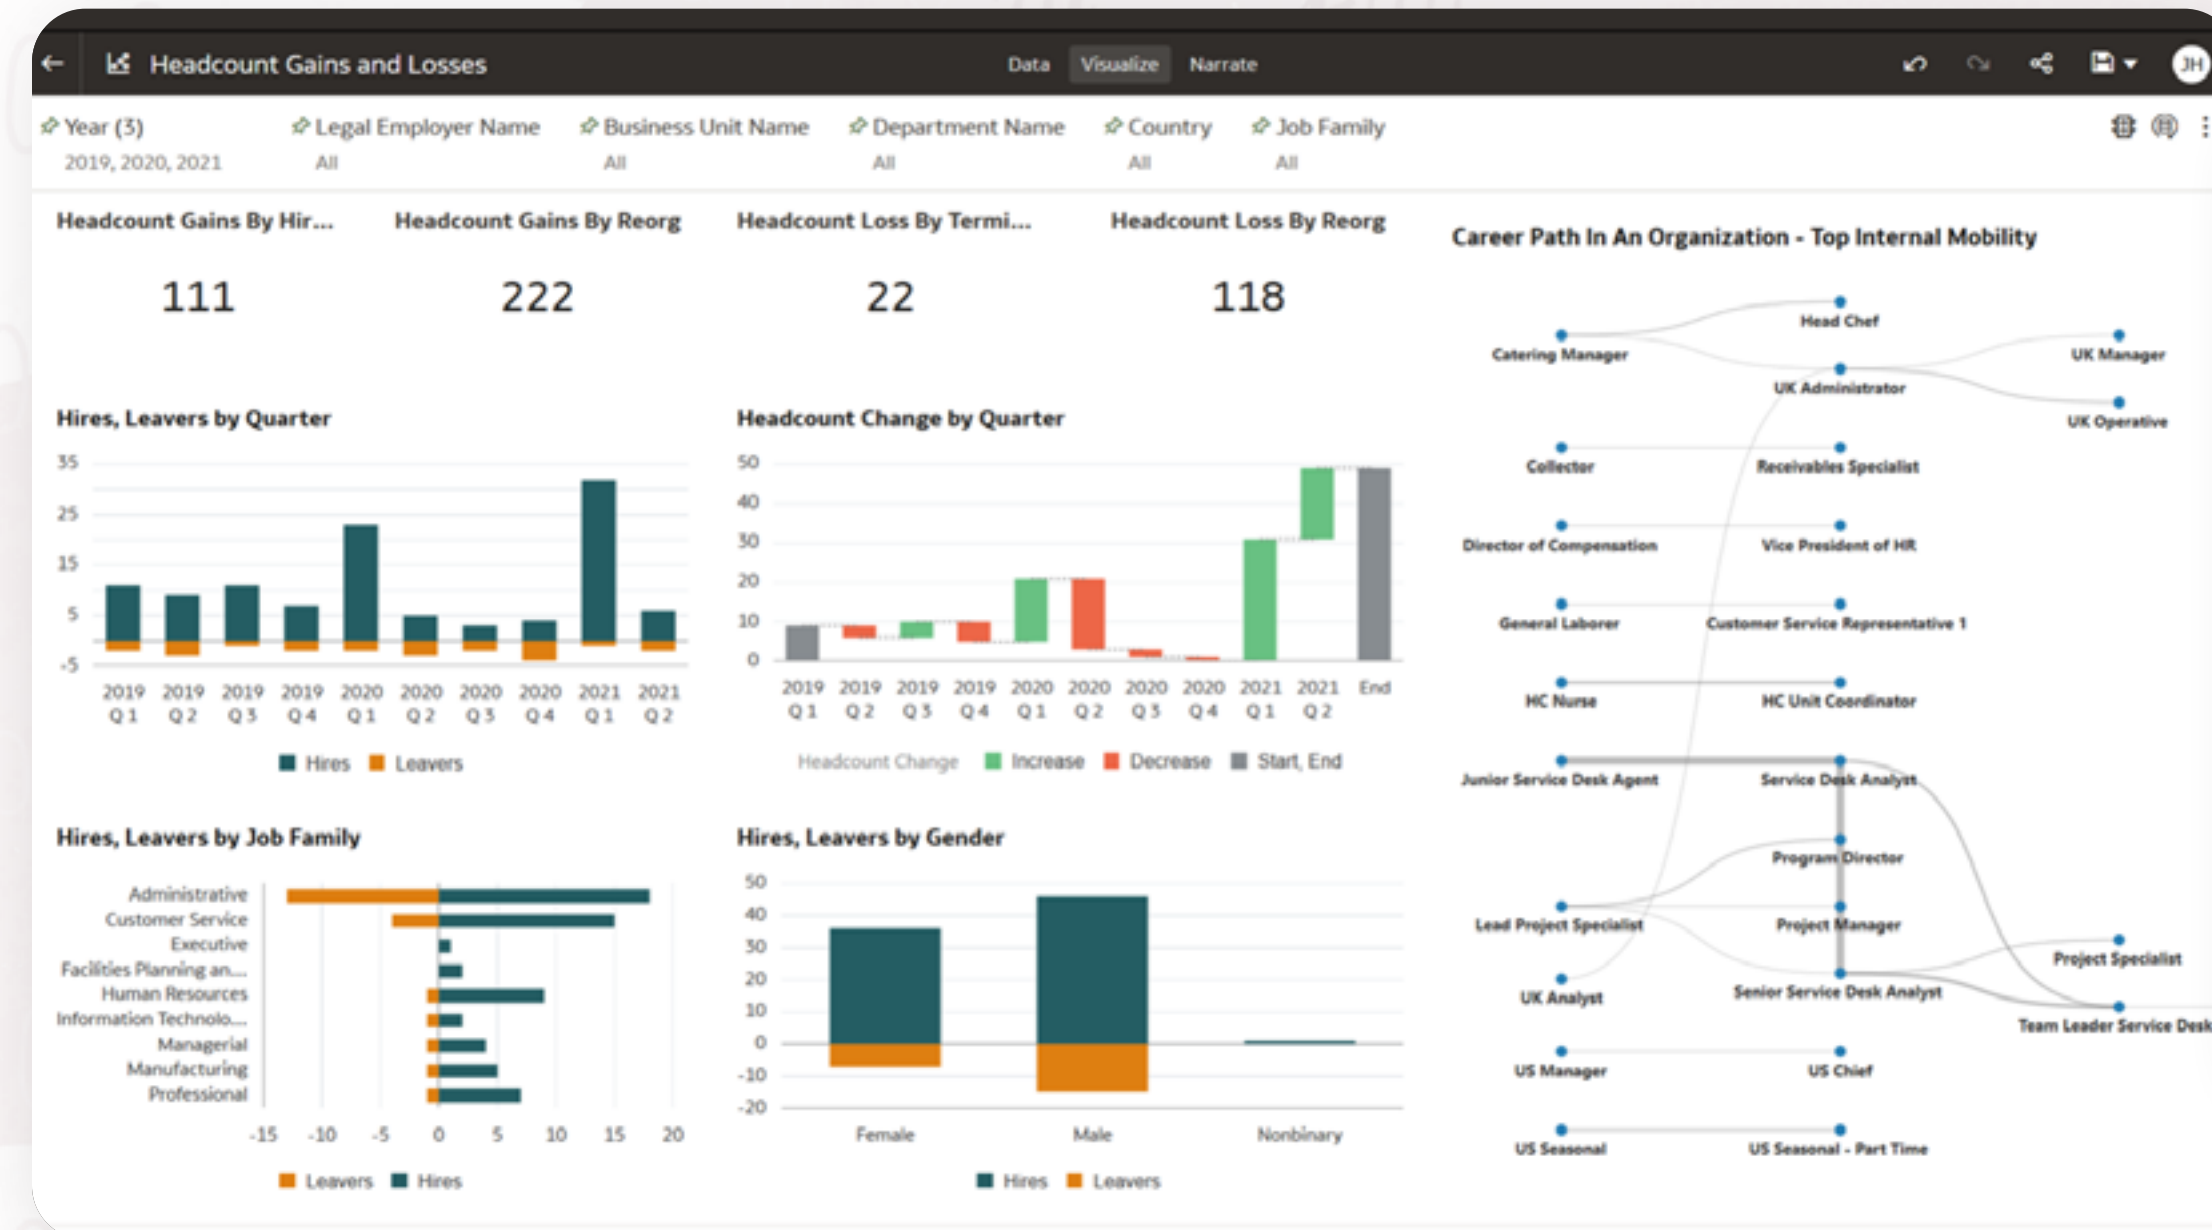 Headcount Gains and Losses
Data Visualize Narrate
JH
Year (3) Legal Employer Name Business Unit Name Department Name Country Job Family
2019, 2020, 2021 All All All All All
Headcount Gains By Hir... Headcount Gains By Reorg Headcount Loss By Termi... Headcount Loss By Reorg
111 222 22 118
Hires, Leavers by Quarter
35
25
15
5
-5
2019 2019 2019 2019 2020 2020 2020 2020 2021 2021
Q1 Q2 Q3 Q4 Q1 Q2 Q3 Q4 Q1 Q2
Hires Leavers
Headcount Change by Quarter
50
40
30
20
10
0
2019 2019 2019 2019 2020 2020 2020 2020 2021 2021 End
Q1 Q2 Q3 Q4 Q1 Q2 Q3 Q4 Q1 Q2
Headcount Change Increase Decrease Start, End
Hires, Leavers by Job Family
Administrative
Customer Service
Executive
Facilities Planning an....
Human Resources
Information Technolo....
Managerial
Manufacturing
Professional
-15 -10 -5 0 5 10 15 20
Leavers Hires
Hires, Leavers by Gender
50
40
30
20
10
0
-10
-20
Female Male Nonbinary
Hires Leavers
Career Path In An Organization - Top Internal Mobility
Head Chef
Catering Manager UK Manager
UK Administrator
UK Operative
Collector Receivables Specialist
Director of Compensation Vice President of HR
General Laborer Customer Service Representative 1
HC Nurse HC Unit Coordinator
Junior Service Desk Agent Service Desk Analyst
Program Director
Lead Project Specialist Project Manager
Project Specialist
UK Analyst Senior Service Desk Analyst
Team Leader Service Desk
US Manager US Chief
US Seasonal US Seasonal - Part Time